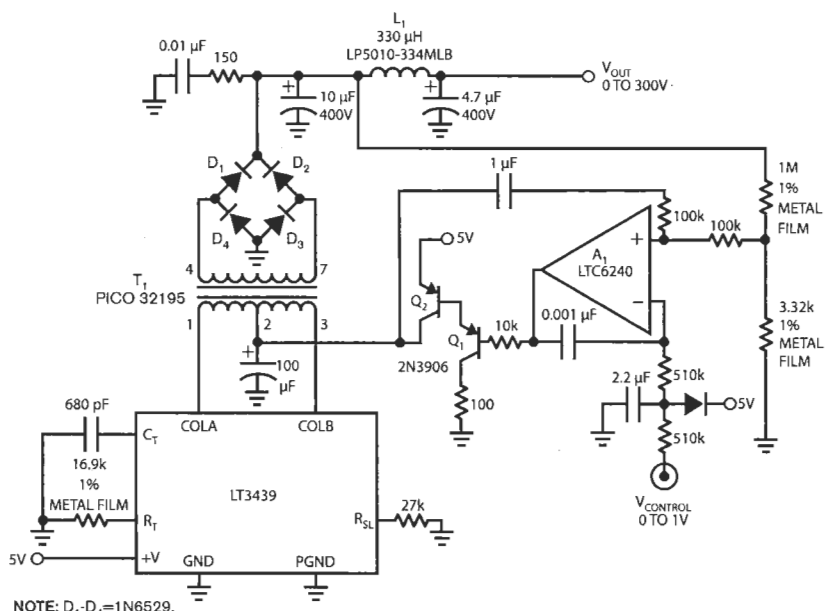 L1
330 μH
LP5010-334MLB
0.01 μF
150
VOUT
0 TO 300V
+
10 μF
400V
+
4.7 μF
400V
D1
D2
D4
D3
1 μF
1M
1%
METAL
FILM
100k
100k
5V
A1
LTC6240
+
−
T1
PICO 32195
4
7
1
2
3
Q2
Q1
2N3906
10k
0.001 μF
3.32k
1%
METAL
FILM
+
100
μF
100
2.2 μF
510k
5V
510k
680 pF
COLA
COLB
CT
16.9k
1%
METAL FILM
LT3439
RT
RSL
27k
VCONTROL
0 TO 1V
5V
+V
GND
PGND
NOTE: D1-D4=1N6529.